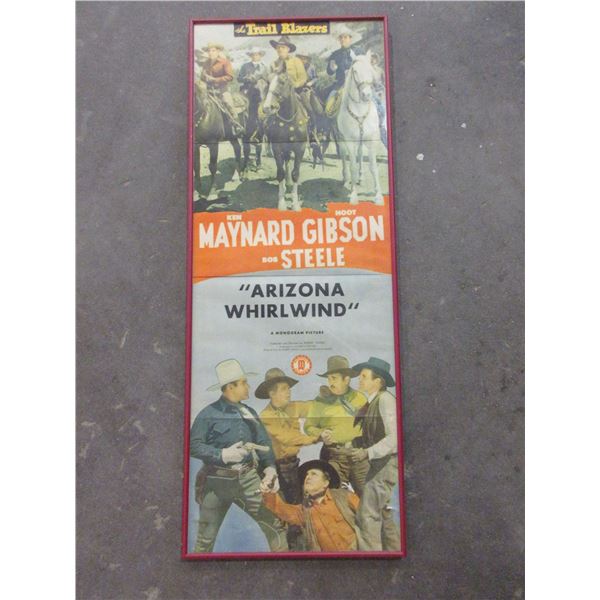 the Trail Blazers
KEN HOOT
MAYNARD GIBSON
BOB STEELE
"ARIZONA
WHIRLWIND"
A MONOGRAM PICTURE